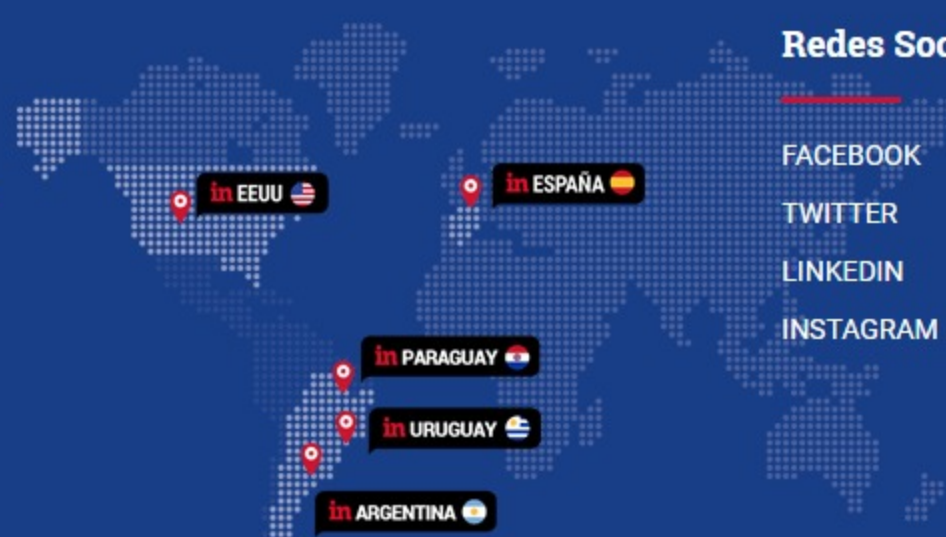 in EEUU
in ESPAÑA
in PARAGUAY
in URUGUAY
in ARGENTINA
Redes Soc
FACEBOOK
TWITTER
LINKEDIN
INSTAGRAM